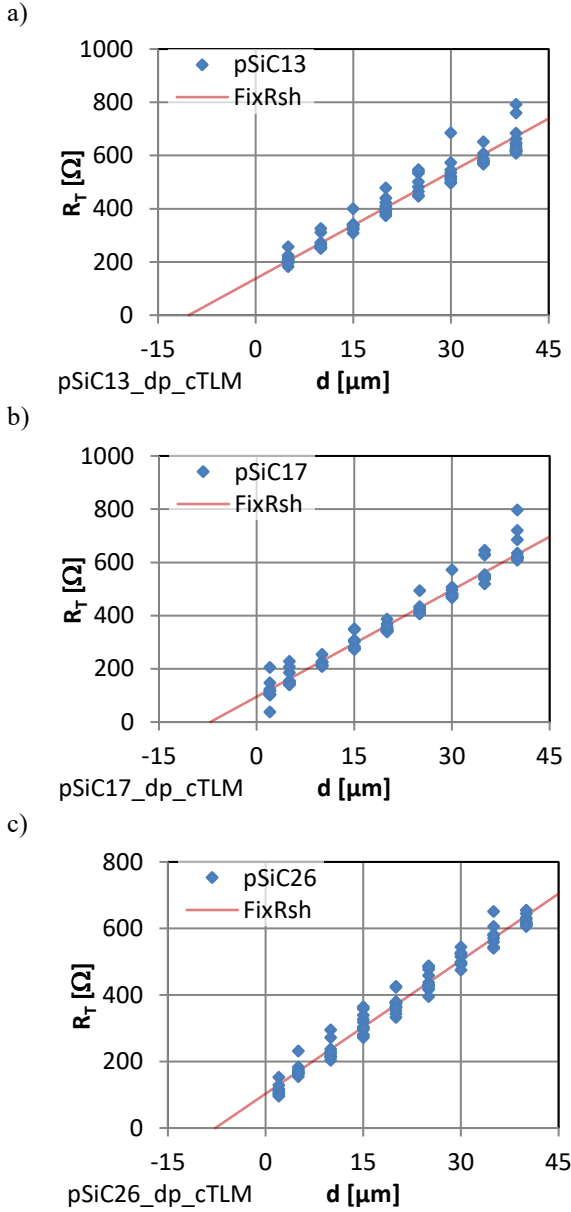 a)
1000
800
600
400
200
0
R_T [Ω]
pSiC13
FixRsh
-15 0 15 30 45
pSiC13_dp_cTLM d [µm]
b)
1000
800
600
400
200
0
R_T [Ω]
pSiC17
FixRsh
-15 0 15 30 45
pSiC17_dp_cTLM d [µm]
c)
800
600
400
200
0
R_T [Ω]
pSiC26
FixRsh
-15 0 15 30 45
pSiC26_dp_cTLM d [µm]